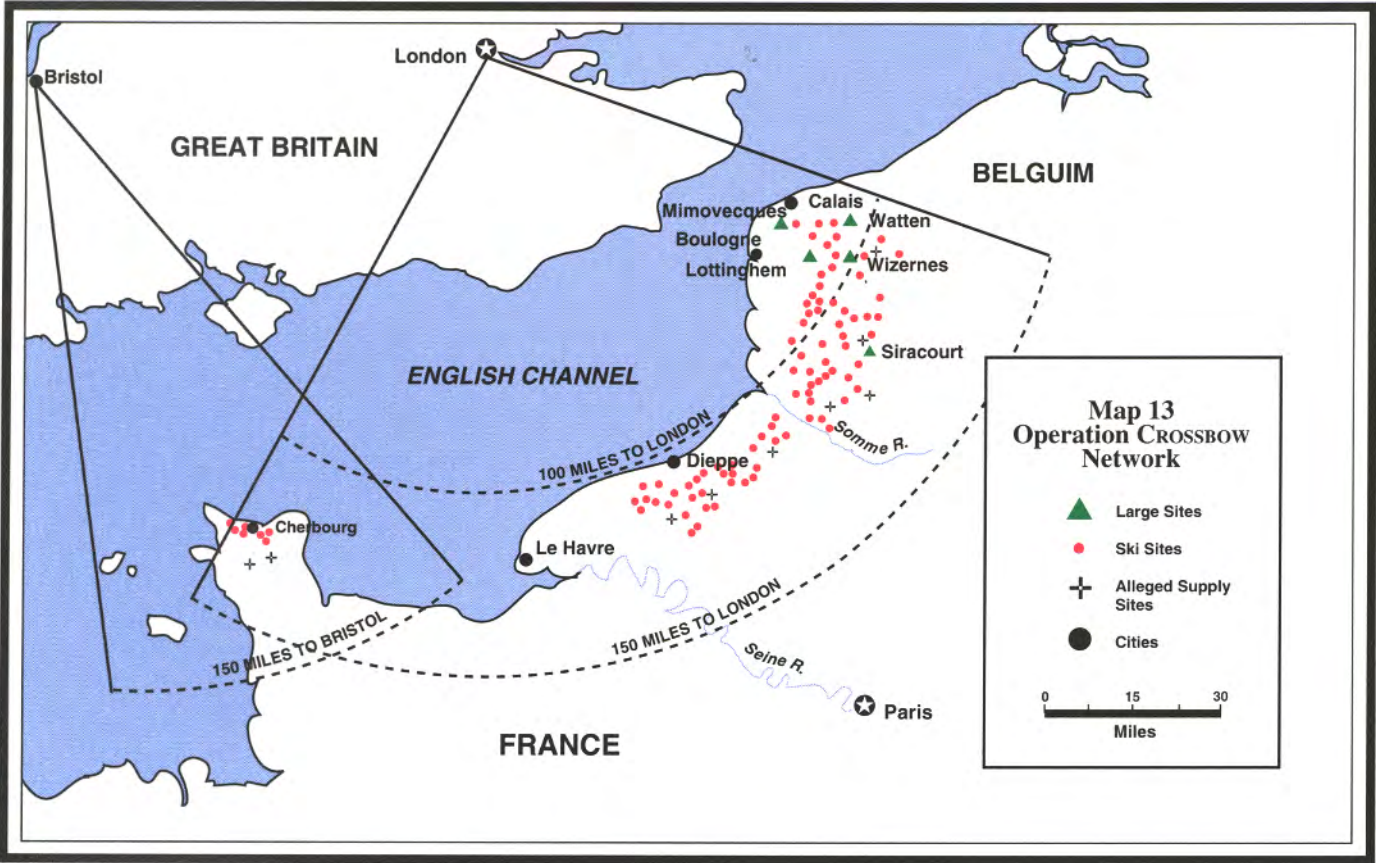 London
Bristol
GREAT BRITAIN
BELGUIM
Calais
Mimovecques
Watten
Boulogne
Lottinghem
Wizernes
Siracourt
ENGLISH CHANNEL
100 MILES TO LONDON
Somme R.
Dieppe
Cherbourg
Le Havre
150 MILES TO BRISTOL
150 MILES TO LONDON
Seine R.
Paris
FRANCE
Map 13
Operation CROSSBOW
Network
Large Sites
Ski Sites
Alleged Supply
Sites
Cities
0 15 30
Miles